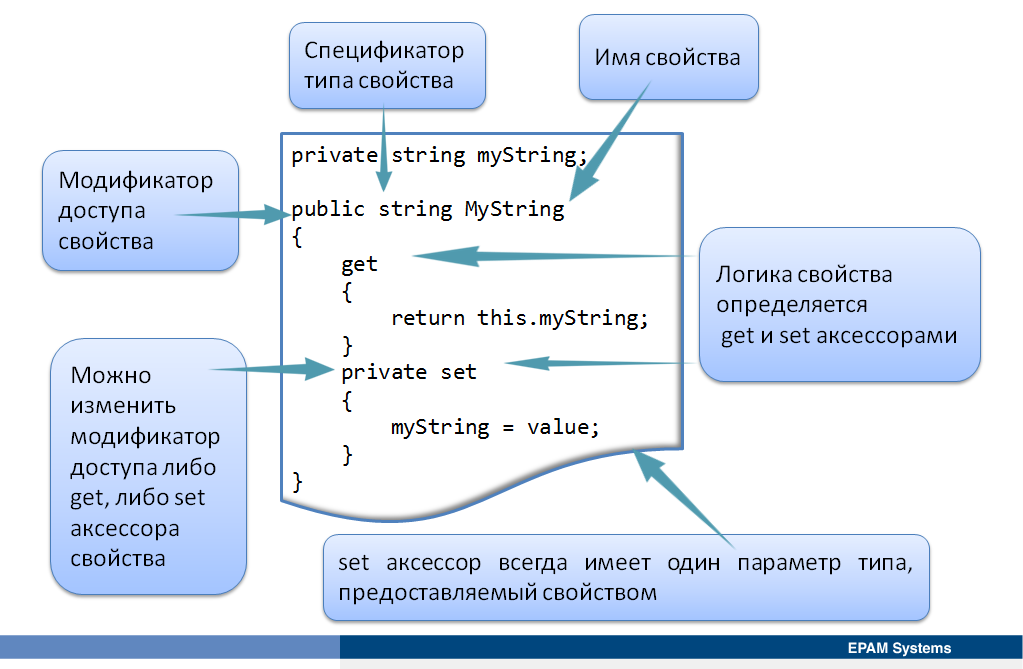 Спецификатор
типа свойства
Имя свойства
Модификатор
доступа
свойства
private string myString;
public string MyString
{
get
{
return this.myString;
}
private set
{
myString = value;
}
}
Логика свойства
определяется
get и set аксессорами
Можно
изменить
модификатор
доступа либо
get, либо set
аксессора
свойства
set аксессор всегда имеет один параметр типа,
предоставляемый свойством
EPAM Systems